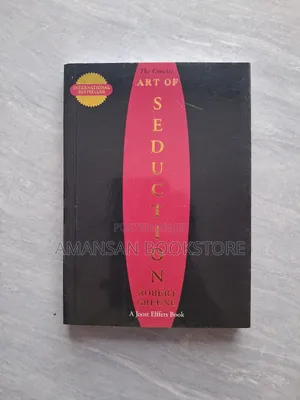 INTERNATIONAL
BESTSELLER
The Concise
ART OF
SEDUCTION
AMANSAN BOOKSTORE
ROBERT
GREENE
A Joost Elffers Book